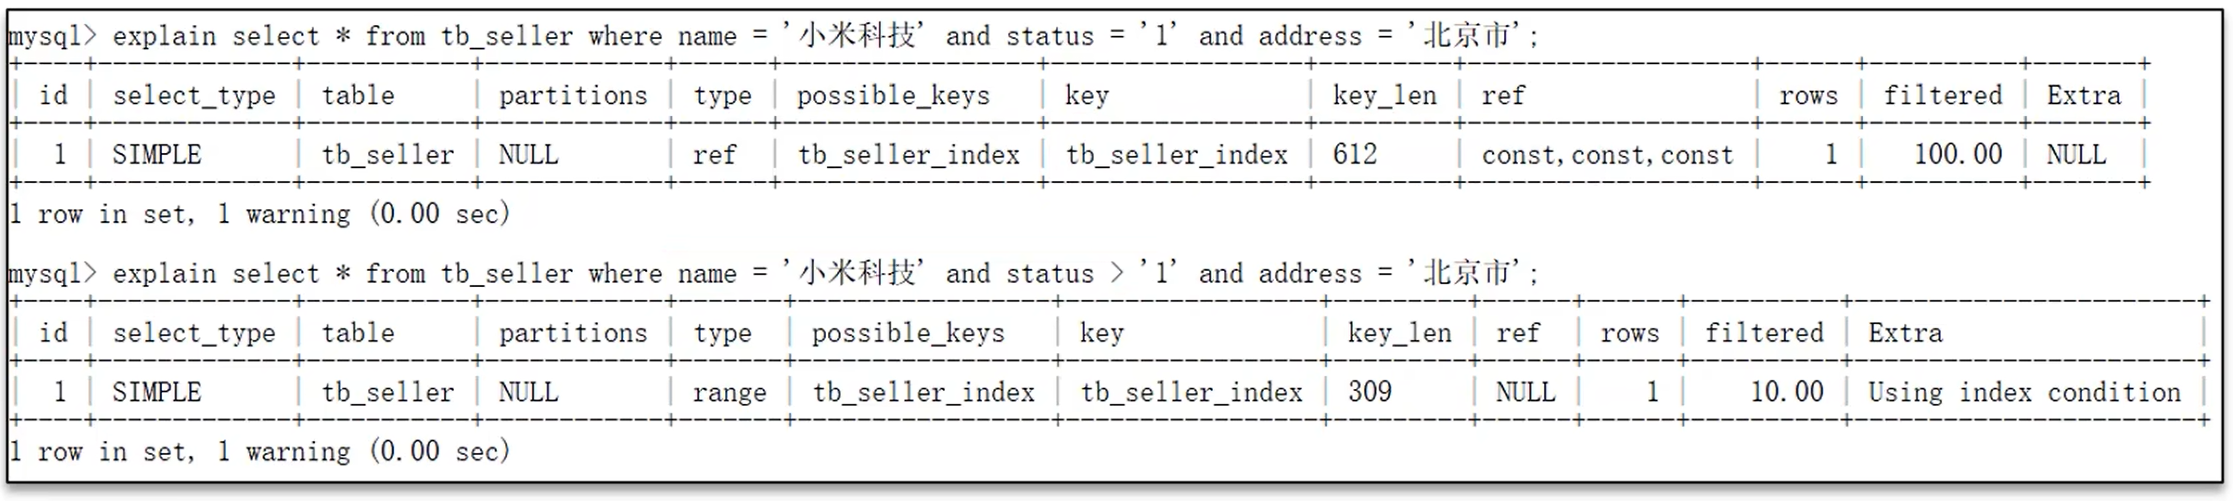 mysql> explain select * from tb_seller where name = '小米科技' and status = '1' and address = '北京市';
+----+-------------+-----------+------------+------+-----------------+-----------------+---------+-------------------+------+----------+-------+
| id | select_type | table | partitions | type | possible_keys | key | key_len | ref | rows | filtered | Extra |
+----+-------------+-----------+------------+------+-----------------+-----------------+---------+-------------------+------+----------+-------+
| 1 | SIMPLE | tb_seller | NULL | ref | tb_seller_index | tb_seller_index | 612 | const,const,const | 1 | 100.00 | NULL |
+----+-------------+-----------+------------+------+-----------------+-----------------+---------+-------------------+------+----------+-------+
1 row in set, 1 warning (0.00 sec)
mysql> explain select * from tb_seller where name = '小米科技' and status > '1' and address = '北京市';
+----+-------------+-----------+------------+-------+-----------------+-----------------+---------+------+------+----------+-----------------------+
| id | select_type | table | partitions | type | possible_keys | key | key_len | ref | rows | filtered | Extra |
+----+-------------+-----------+------------+-------+-----------------+-----------------+---------+------+------+----------+-----------------------+
| 1 | SIMPLE | tb_seller | NULL | range | tb_seller_index | tb_seller_index | 309 | NULL | 1 | 10.00 | Using index condition |
+----+-------------+-----------+------------+-------+-----------------+-----------------+---------+------+------+----------+-----------------------+
1 row in set, 1 warning (0.00 sec)